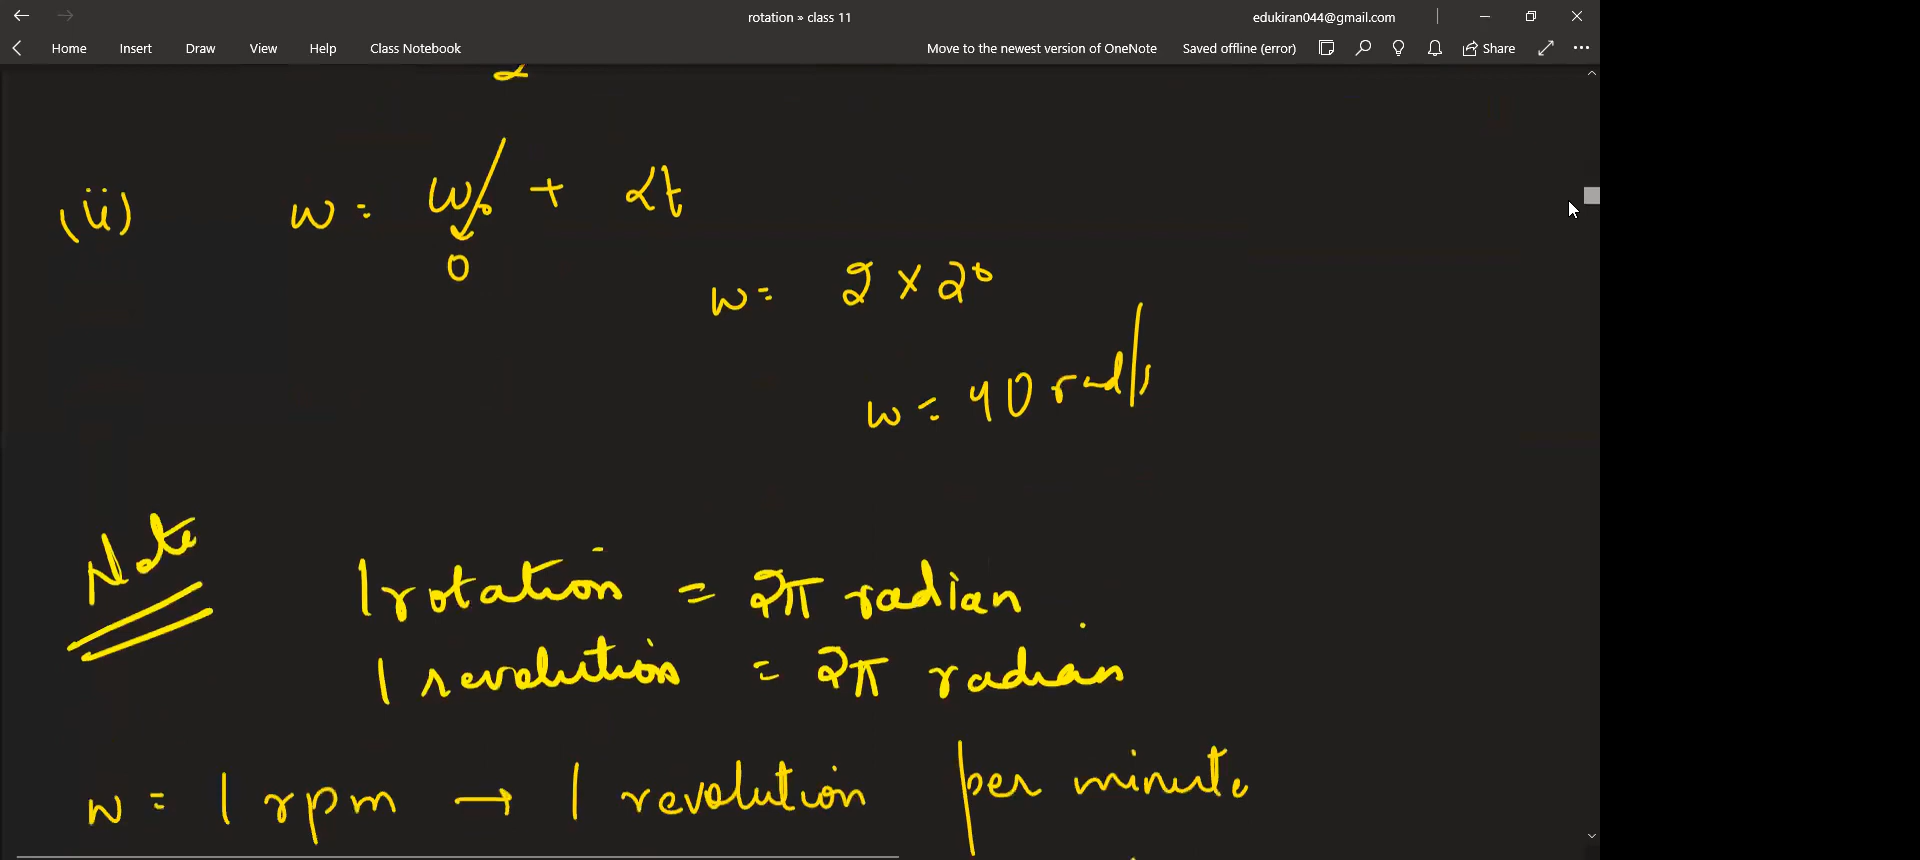 rotation » class 11
edukiran044@gmail.com
Home Insert Draw View Help Class Notebook
Move to the newest version of OneNote Saved offline (error) Share
2
(ii) ω = ω₀ + αt
0
ω = 2 × 20
ω = 40 rad/s
Note
1 rotation = 2π radian
1 revolution = 2π radian
ω = 1 rpm → 1 revolution per minute